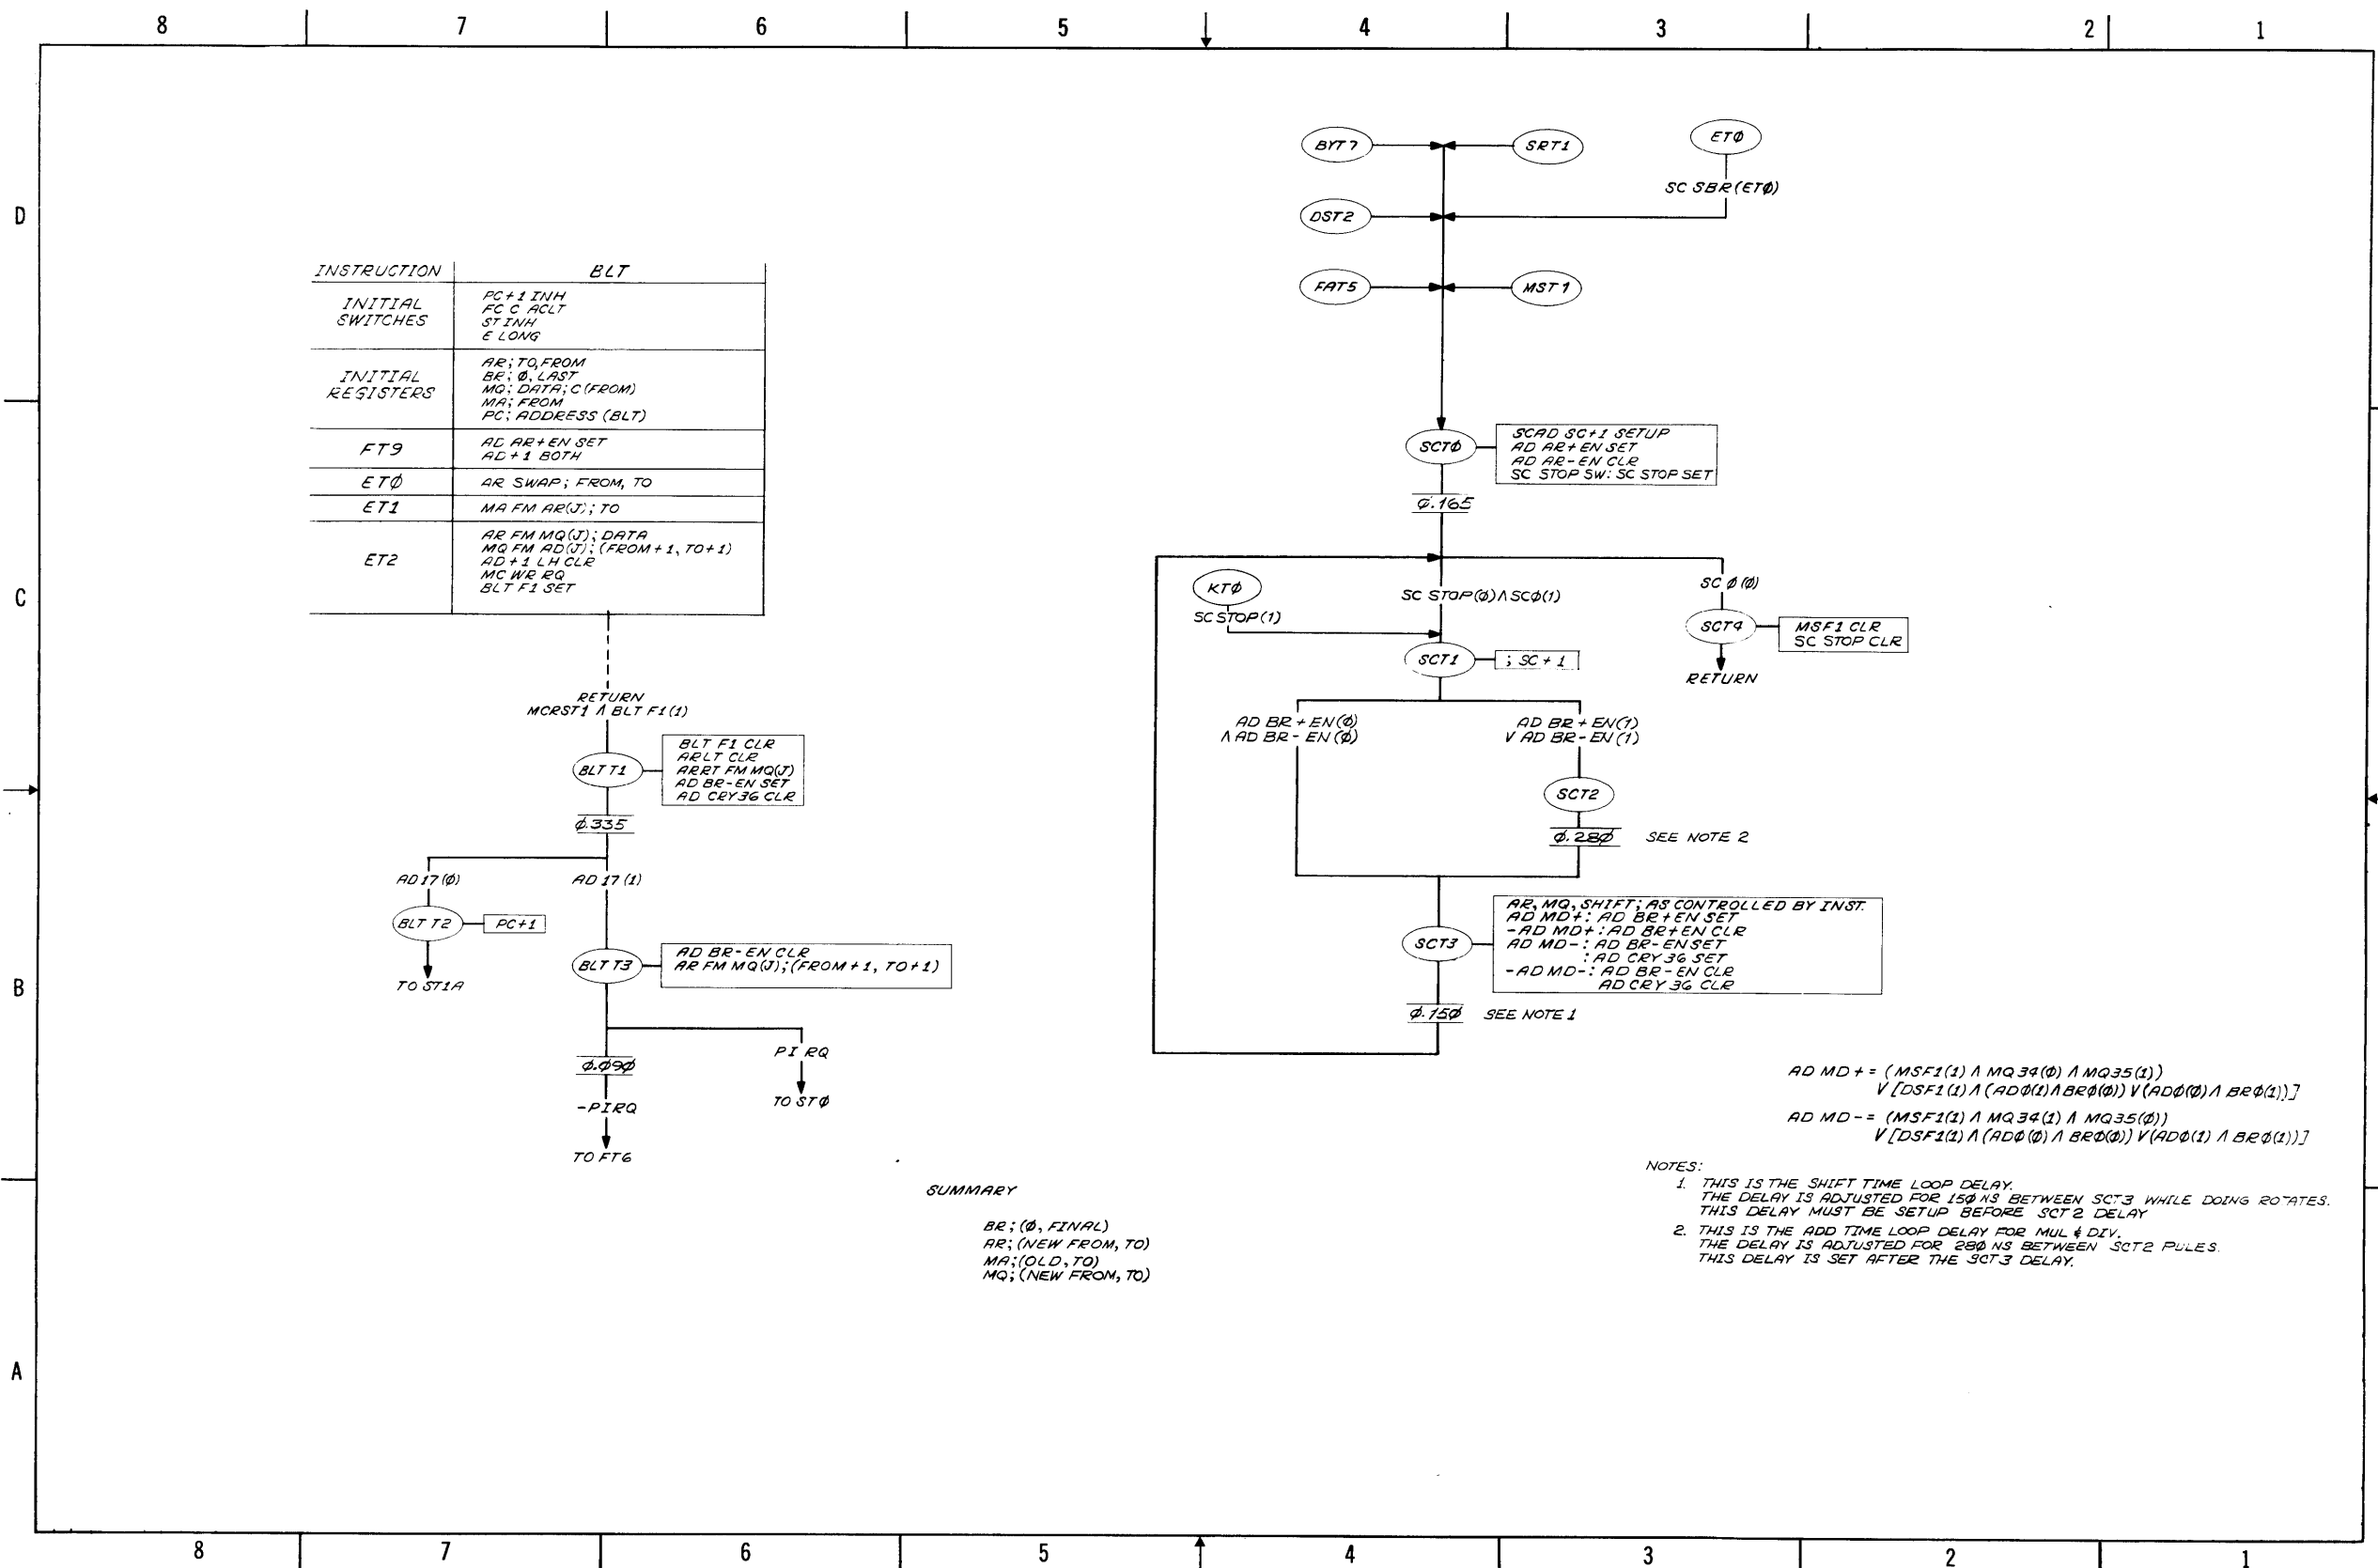 8 7 6 5 4 3 2 1
D
C
B
A
INSTRUCTION BLT
INITIAL SWITCHES
PC+1 INH
FC C ACLT
ST INH
E LONG
INITIAL REGISTERS
AR; TO, FROM
BR; Ø, LAST
MQ; DATA; C(FROM)
MA; FROM
PC; ADDRESS (BLT)
FT9
AD AR+EN SET
AD+1 BOTH
ETØ
AR SWAP; FROM, TO
ET1
MA FM AR(J); TO
ET2
AR FM MQ(J); DATA
MQ FM AD(J); (FROM+1, TO+1)
AD+1 LH CLR
MC WR RQ
BLT F1 SET
RETURN
MCRST1 Λ BLT F1(1)
BLT T1
BLT F1 CLR
ARLT CLR
ARRT FM MQ(J)
AD BR-EN SET
AD CRY36 CLR
Ø.335
AD17(Ø)
AD 17 (1)
BLT T2
PC+1
TO ST1A
BLT T3
AD BR-EN CLR
AR FM MQ(J); (FROM+1, TO+1)
Ø.Ø9Ø
-PIRQ
TO FT6
PI RQ
TO STØ
SUMMARY
BR; (Ø, FINAL)
AR; (NEW FROM, TO)
MA; (OLD, TO)
MQ; (NEW FROM, TO)
BYT7
SRT1
ETØ
SC SBR(ETØ)
DST2
FAT5
MST1
SCTØ
SCAD SC+1 SETUP
AD AR+EN SET
AD AR-EN CLR
SC STOP SW: SC STOP SET
Ø.165
KTØ
SC STOP(1)
SC STOP(Ø)ΛSCØ(1)
SC Ø(Ø)
SCT4
MSF1 CLR
SC STOP CLR
RETURN
SCT1
; SC+1
AD BR+EN(Ø)
Λ AD BR-EN(Ø)
AD BR+EN(1)
V AD BR-EN(1)
SCT2
Ø.28Ø SEE NOTE 2
SCT3
AR, MQ, SHIFT; AS CONTROLLED BY INST.
AD MD+: AD BR+EN SET
-AD MD+: AD BR+EN CLR
AD MD-: AD BR-EN SET
: AD CRY 36 SET
-AD MD-: AD BR-EN CLR
AD CRY 36 CLR
Ø.15Ø SEE NOTE 1
AD MD+ = (MSF1(1) Λ MQ34(Ø) Λ MQ35(1))
V [DSF1(1) Λ (ADØ(1)ΛBRØ(Ø)) V (ADØ(Ø)Λ BRØ(1))]
AD MD- = (MSF1(1) Λ MQ34(1) Λ MQ35(Ø))
V [DSF1(1) Λ (ADØ(Ø) Λ BRØ(Ø)) V (ADØ(1) Λ BRØ(1))]
NOTES:
1. THIS IS THE SHIFT TIME LOOP DELAY.
THE DELAY IS ADJUSTED FOR 15Ø NS BETWEEN SCT3 WHILE DOING ROTATES.
THIS DELAY MUST BE SETUP BEFORE SCT2 DELAY
2. THIS IS THE ADD TIME LOOP DELAY FOR MUL & DIV.
THE DELAY IS ADJUSTED FOR 28Ø NS BETWEEN SCT2 PULES.
THIS DELAY IS SET AFTER THE SCT3 DELAY.
8 7 6 5 4 3 2 1